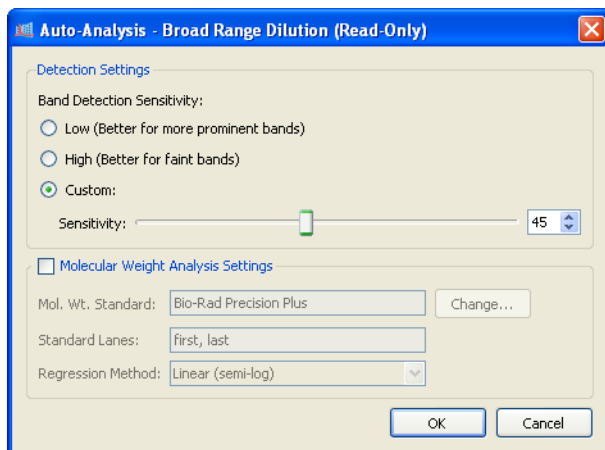 Auto-Analysis - Broad Range Dilution (Read-Only)
Detection Settings
Band Detection Sensitivity:
Low (Better for more prominent bands)
High (Better for faint bands)
Custom:
Sensitivity: 45
Molecular Weight Analysis Settings
Mol. Wt. Standard: Bio-Rad Precision Plus Change...
Standard Lanes: first, last
Regression Method: Linear (semi-log)
OK Cancel